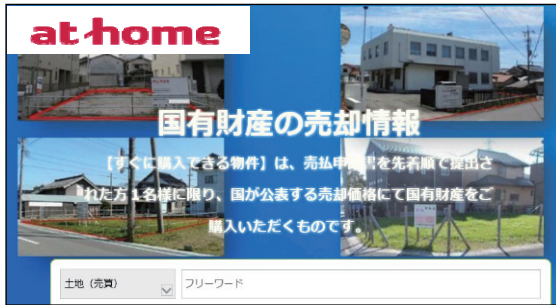 at home
国有財産の売却情報
【すぐに購入できる物件】は、売払申請書を先着順で提出さ
れた方１名様に限り、国が公表する売却価格にて国有財産をご
購入いただくものです。
土地（売買） フリーワード